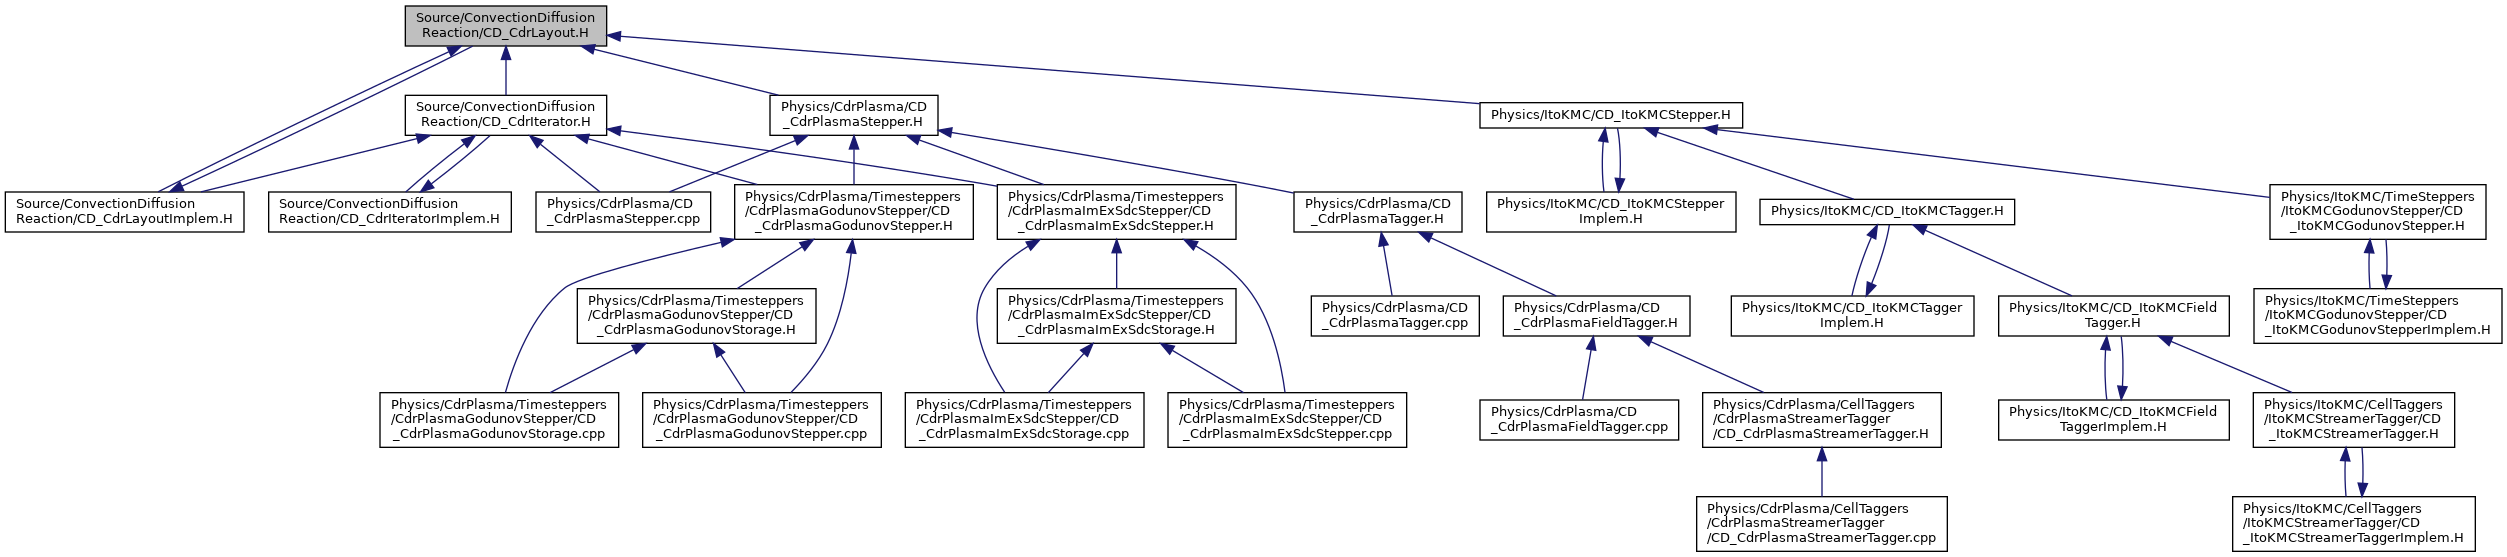 Source/ConvectionDiffusion
Reaction/CD_CdrLayout.H
Source/ConvectionDiffusion
Reaction/CD_CdrIterator.H
Physics/CdrPlasma/CD
_CdrPlasmaStepper.H
Physics/ItoKMC/CD_ItoKMCStepper.H
Source/ConvectionDiffusion
Reaction/CD_CdrLayoutImplem.H
Source/ConvectionDiffusion
Reaction/CD_CdrIteratorImplem.H
Physics/CdrPlasma/CD
_CdrPlasmaStepper.cpp
Physics/CdrPlasma/Timesteppers
/CdrPlasmaGodunovStepper/CD
_CdrPlasmaGodunovStepper.H
Physics/CdrPlasma/Timesteppers
/CdrPlasmaImExSdcStepper/CD
_CdrPlasmaImExSdcStepper.H
Physics/CdrPlasma/CD
_CdrPlasmaTagger.H
Physics/ItoKMC/CD_ItoKMCStepper
Implem.H
Physics/ItoKMC/CD_ItoKMCTagger.H
Physics/ItoKMC/TimeSteppers
/ItoKMCGodunovStepper/CD
_ItoKMCGodunovStepper.H
Physics/CdrPlasma/Timesteppers
/CdrPlasmaGodunovStepper/CD
_CdrPlasmaGodunovStorage.H
Physics/CdrPlasma/Timesteppers
/CdrPlasmaImExSdcStepper/CD
_CdrPlasmaImExSdcStorage.H
Physics/CdrPlasma/CD
_CdrPlasmaTagger.cpp
Physics/CdrPlasma/CD
_CdrPlasmaFieldTagger.H
Physics/ItoKMC/CD_ItoKMCTagger
Implem.H
Physics/ItoKMC/CD_ItoKMCField
Tagger.H
Physics/ItoKMC/TimeSteppers
/ItoKMCGodunovStepper/CD
_ItoKMCGodunovStepperImplem.H
Physics/CdrPlasma/Timesteppers
/CdrPlasmaGodunovStepper/CD
_CdrPlasmaGodunovStorage.cpp
Physics/CdrPlasma/Timesteppers
/CdrPlasmaGodunovStepper/CD
_CdrPlasmaGodunovStepper.cpp
Physics/CdrPlasma/Timesteppers
/CdrPlasmaImExSdcStepper/CD
_CdrPlasmaImExSdcStorage.cpp
Physics/CdrPlasma/Timesteppers
/CdrPlasmaImExSdcStepper/CD
_CdrPlasmaImExSdcStepper.cpp
Physics/CdrPlasma/CD
_CdrPlasmaFieldTagger.cpp
Physics/CdrPlasma/CellTaggers
/CdrPlasmaStreamerTagger
/CD_CdrPlasmaStreamerTagger.H
Physics/ItoKMC/CD_ItoKMCField
TaggerImplem.H
Physics/ItoKMC/CellTaggers
/ItoKMCStreamerTagger/CD
_ItoKMCStreamerTagger.H
Physics/CdrPlasma/CellTaggers
/CdrPlasmaStreamerTagger
/CD_CdrPlasmaStreamerTagger.cpp
Physics/ItoKMC/CellTaggers
/ItoKMCStreamerTagger/CD
_ItoKMCStreamerTaggerImplem.H